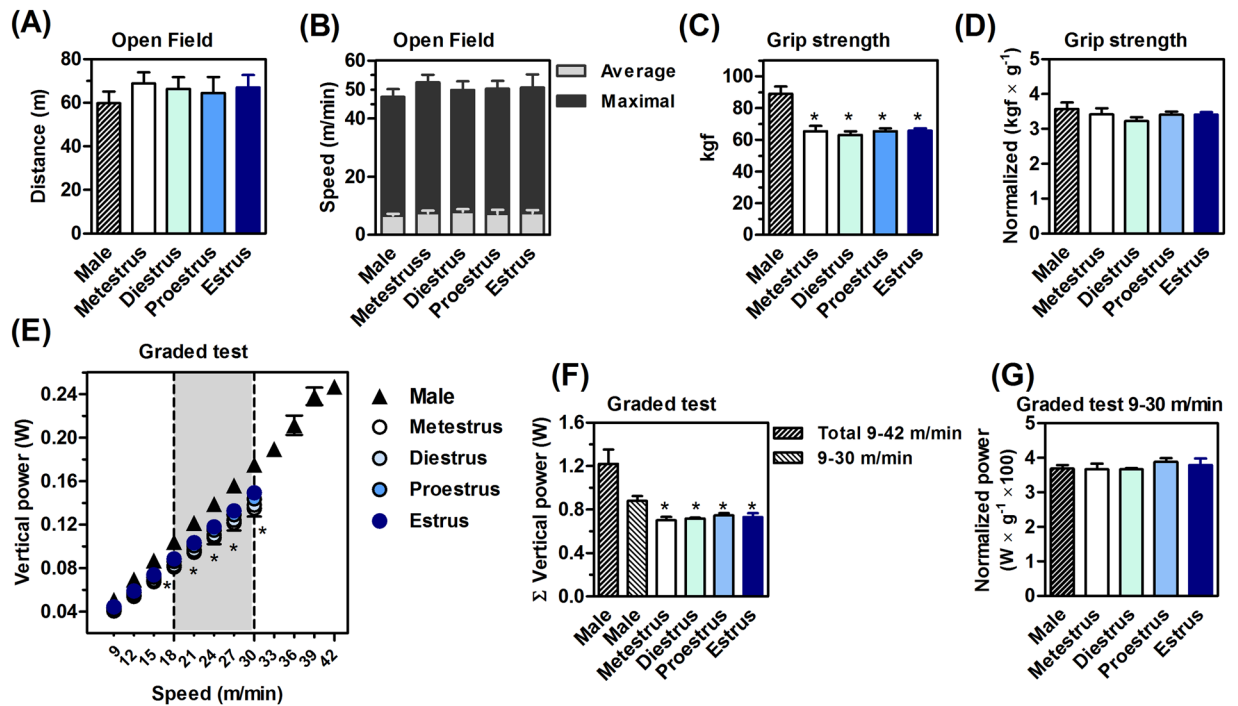 (A)
Open Field
Distance (m)
80
60
40
20
0
Male
Metestrus
Diestrus
Proestrus
Estrus
(B)
Open Field
Speed (m/min)
60
50
40
10
5
0
Male
Metestruss
Diestrus
Proestrus
Estrus
Average
Maximal
(C)
Grip strength
kgf
100
80
60
40
20
0
* * * *
Male
Metestrus
Diestrus
Proestrus
Estrus
(D)
Grip strength
Normalized (kgf × g⁻¹)
5
4
3
2
1
0
Male
Metestrus
Diestrus
Proestrus
Estrus
(E)
Graded test
Vertical power (W)
0.24
0.20
0.16
0.12
0.08
0.04
* * * * *
9 12 15 18 21 24 27 30 33 36 39 42
Speed (m/min)
Male
Metestrus
Diestrus
Proestrus
Estrus
(F)
Graded test
Σ Vertical power (W)
1.6
1.2
0.8
0.4
0.0
* * * *
Male
Male
Metestrus
Diestrus
Proestrus
Estrus
Total 9-42 m/min
9-30 m/min
(G)
Graded test 9-30 m/min
Normalized power
(W × g⁻¹ ×100)
5
4
3
2
1
0
Male
Metestrus
Diestrus
Proestrus
Estrus